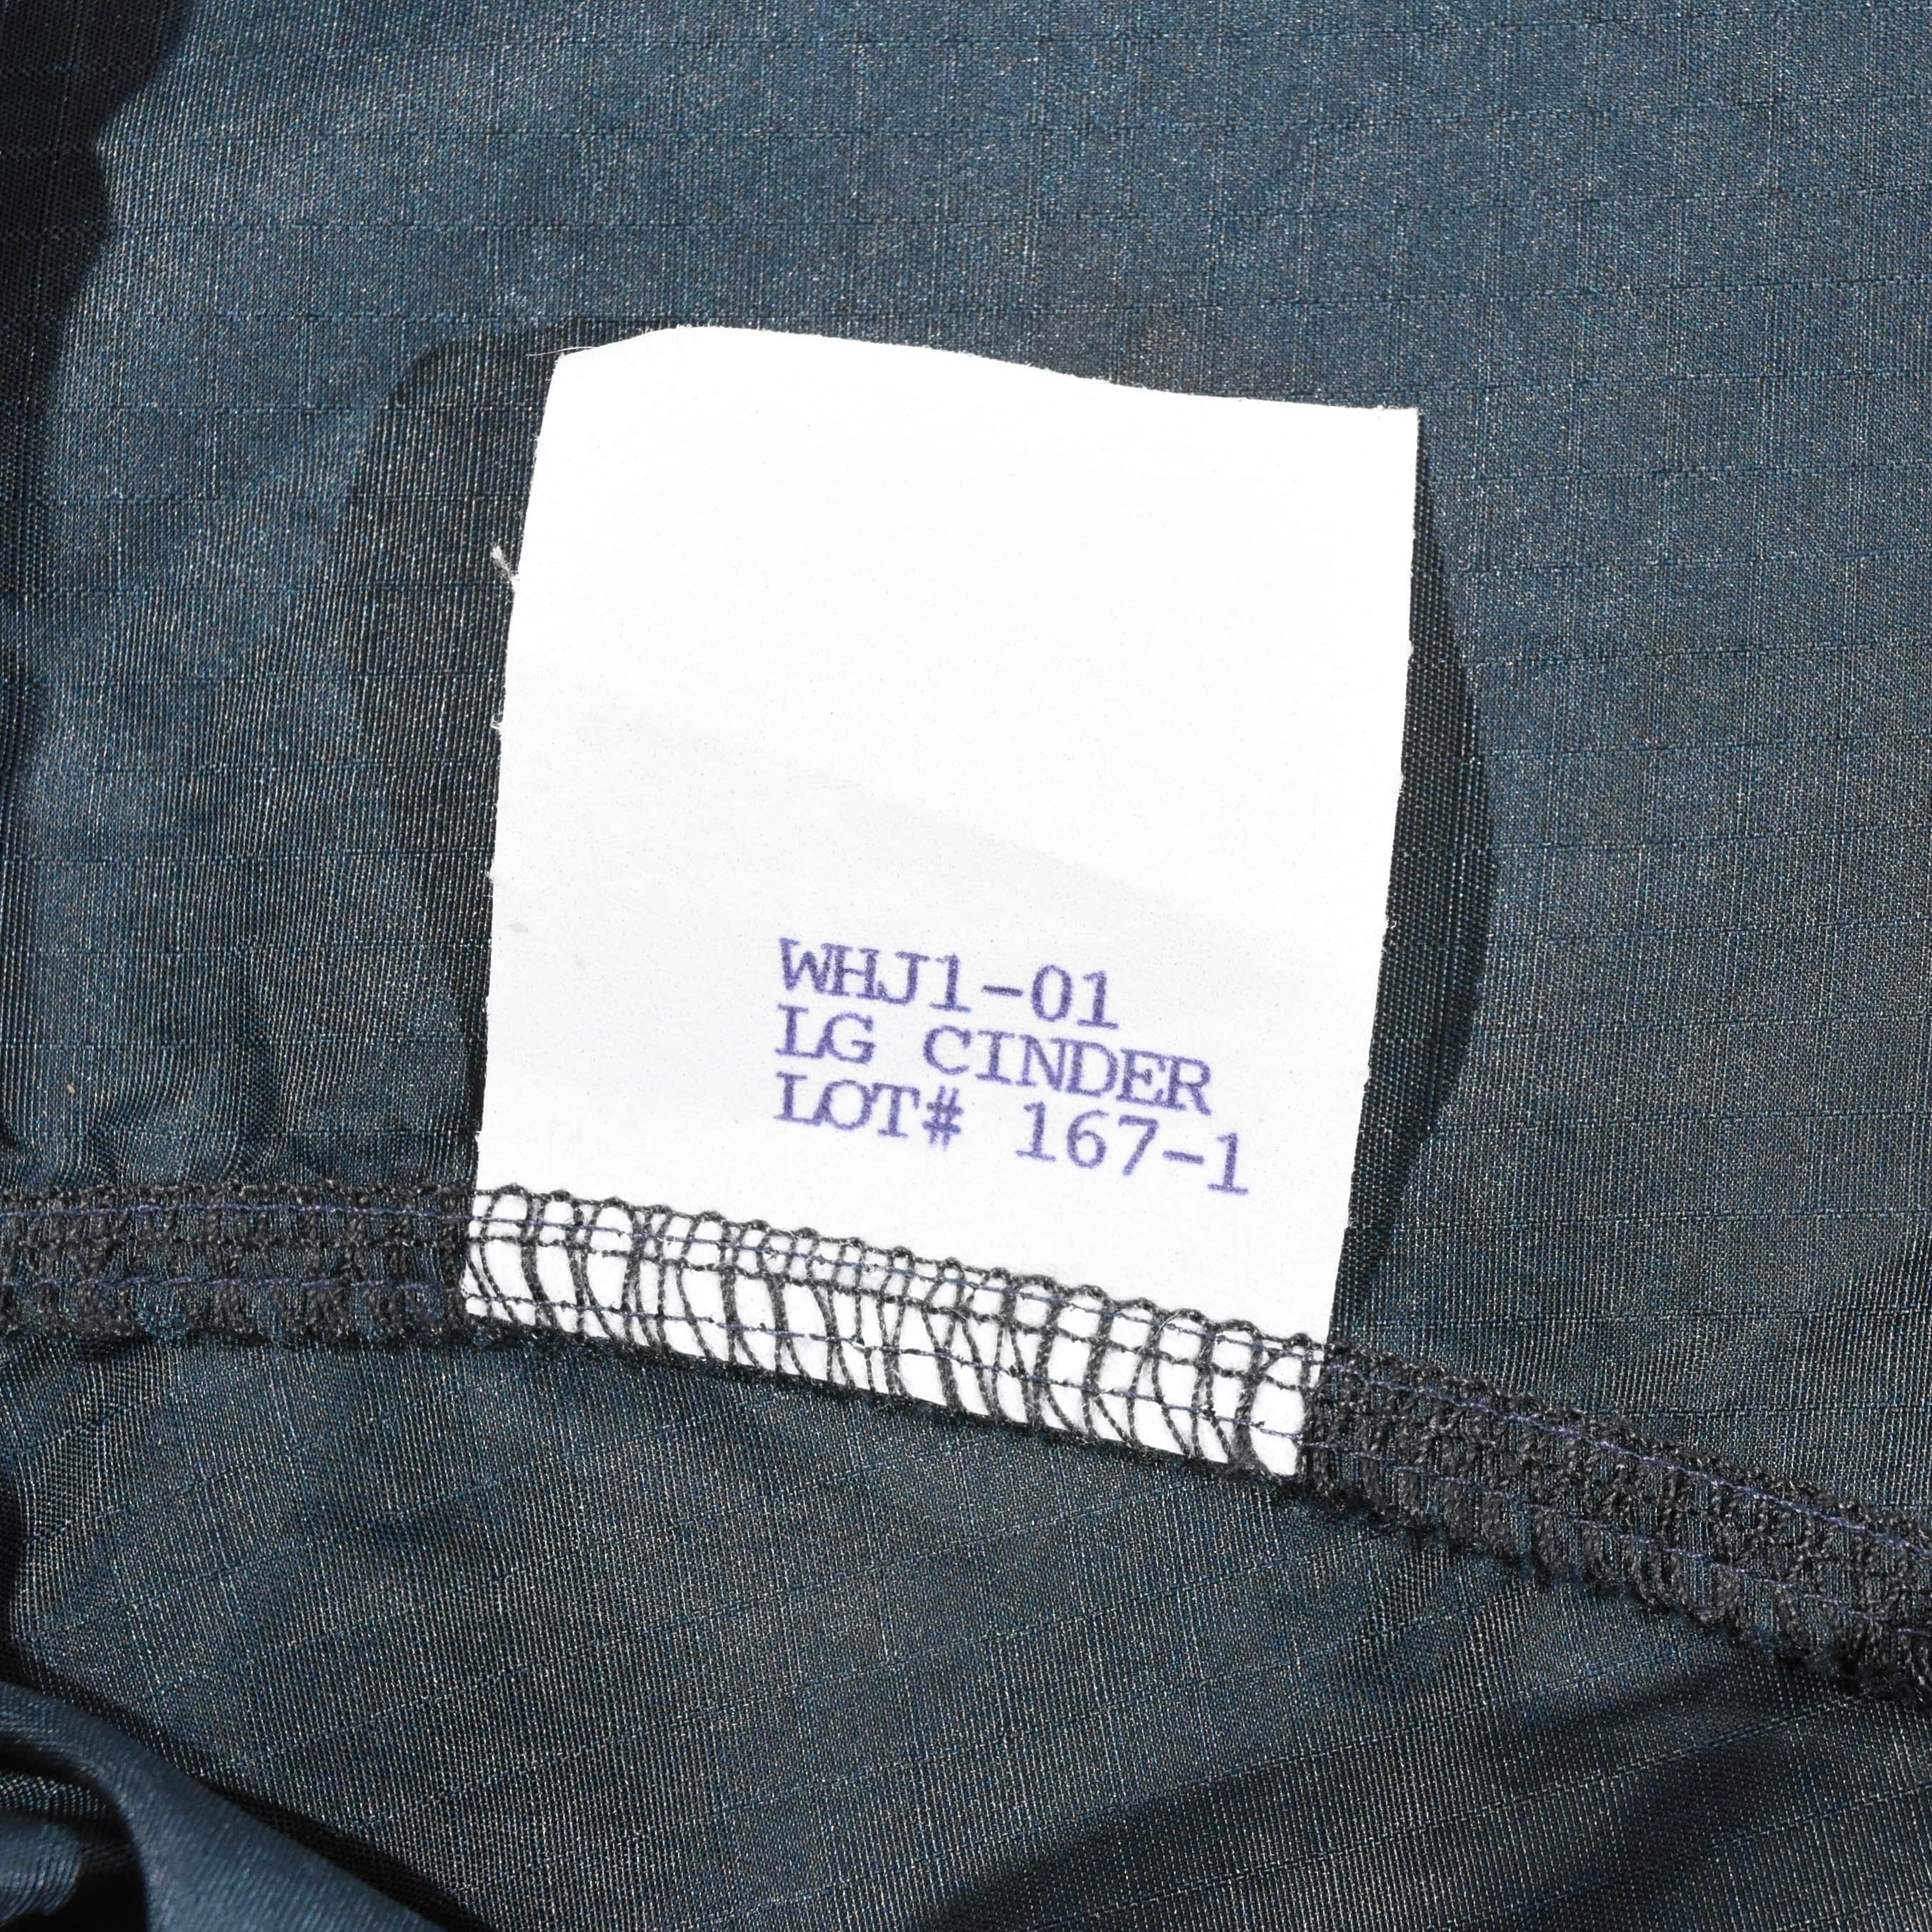 WHJ1-01
LG CINDER
LOT# 167-1